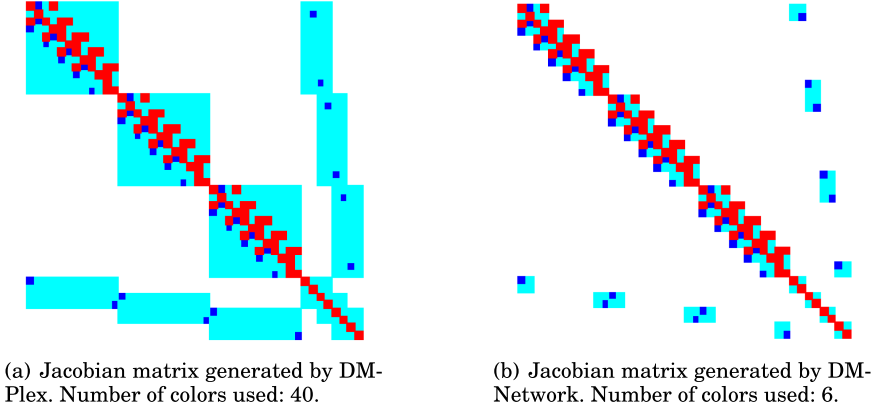 (a) Jacobian matrix generated by DM-
Plex. Number of colors used: 40.
(b) Jacobian matrix generated by DM-
Network. Number of colors used: 6.